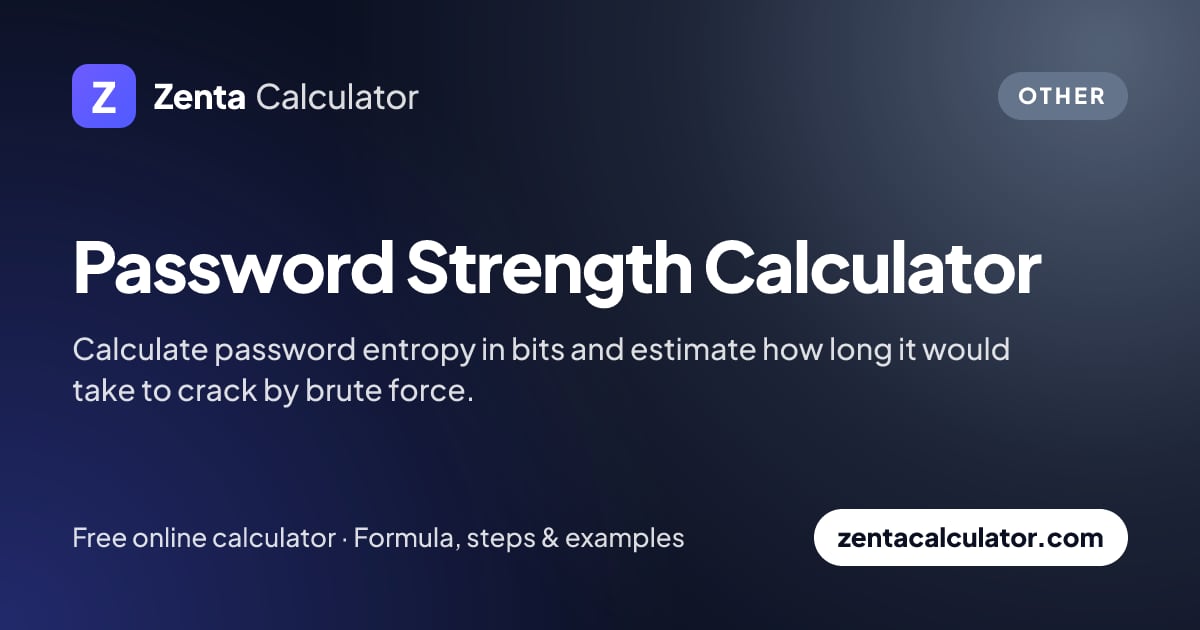 Z
Zenta Calculator
OTHER
Password Strength Calculator
Calculate password entropy in bits and estimate how long it would
take to crack by brute force.
Free online calculator · Formula, steps & examples
zentacalculator.com